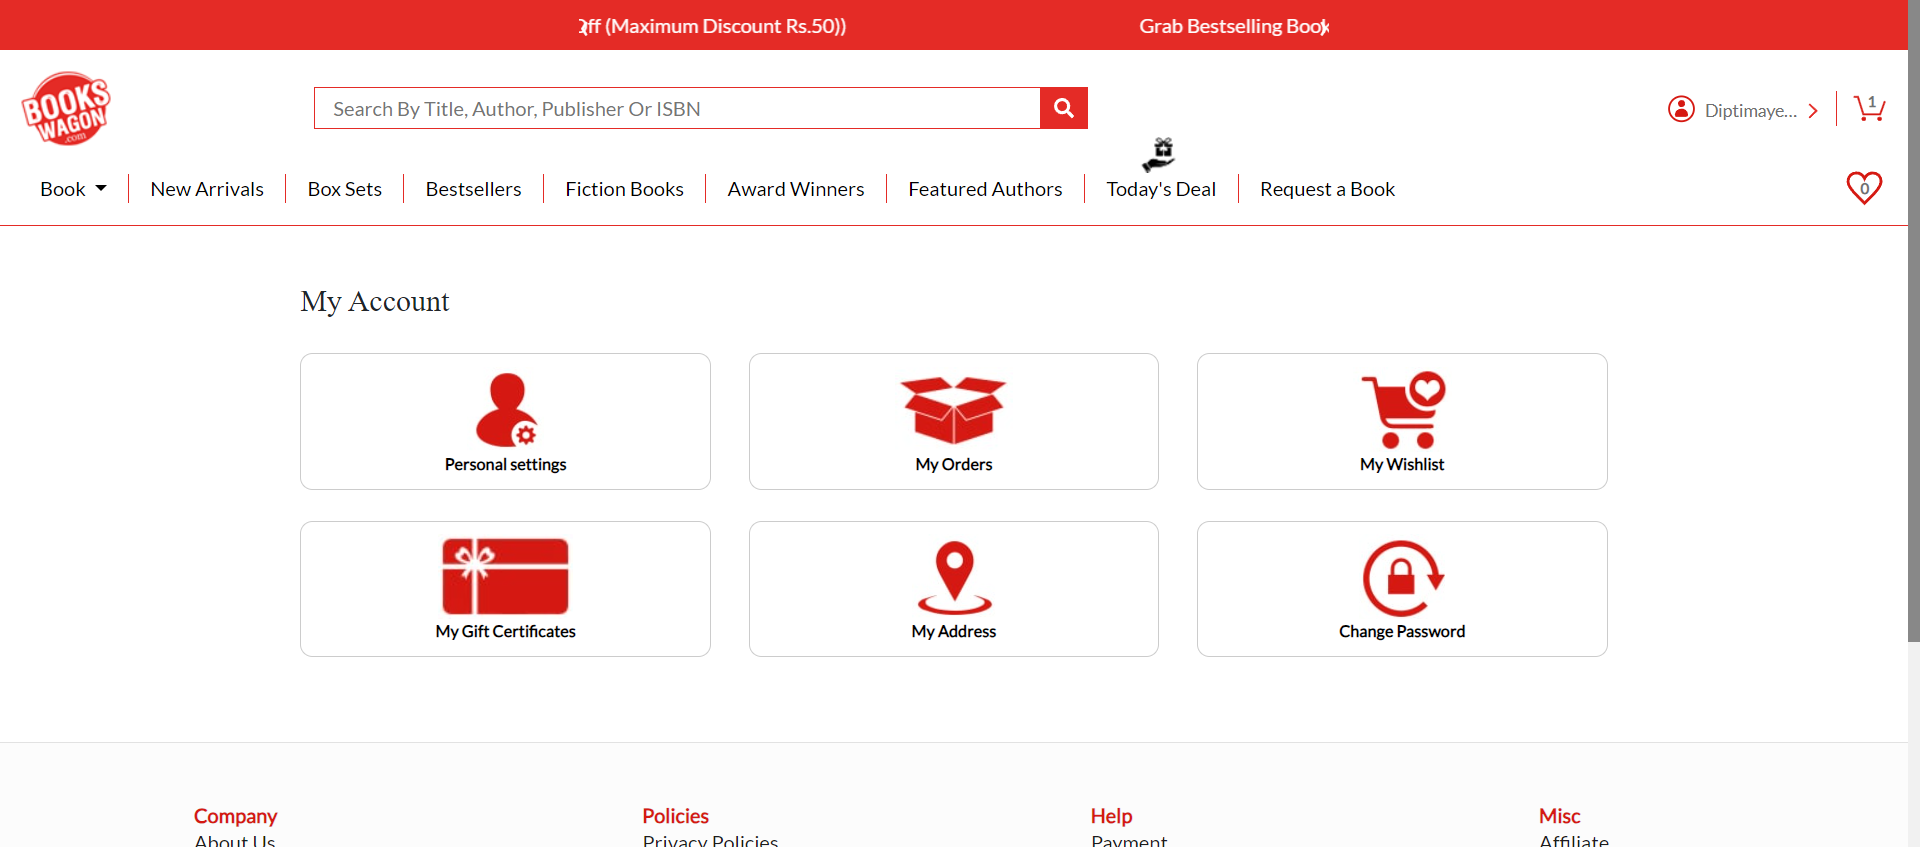 Off (Maximum Discount Rs.50))
Grab Bestselling Book
BOOKS
WAGON
.com
Search By Title, Author, Publisher Or ISBN
Diptimaye...
1
Book
New Arrivals
Box Sets
Bestsellers
Fiction Books
Award Winners
Featured Authors
Today's Deal
Request a Book
0
My Account
Personal settings
My Orders
My Wishlist
My Gift Certificates
My Address
Change Password
Company
Policies
Help
Misc
About Us
Privacy Policies
Payment
Affiliate